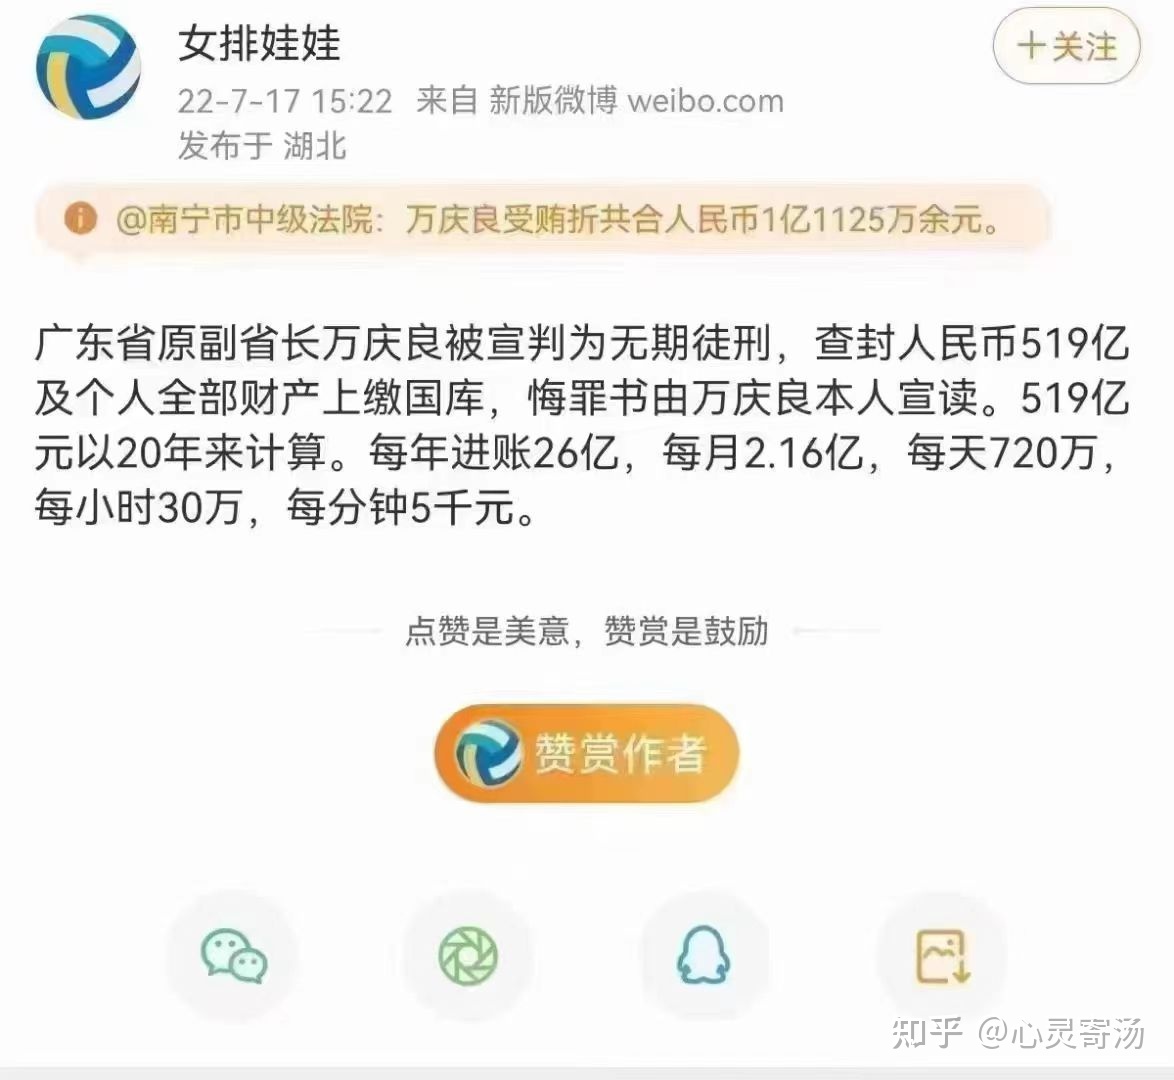 女排娃娃
十关注
22-7-17 15:22 来自 新版微博 weibo.com
发布于 湖北
@南宁市中级法院：万庆良受贿折共合人民币1亿1125万余元。
广东省原副省长万庆良被宣判为无期徒刑，查封人民币519亿
及个人全部财产上缴国库，悔罪书由万庆良本人宣读。519亿
元以20年来计算。每年进账26亿，每月2.16亿，每天720万，
每小时30万，每分钟5千元。
点赞是美意，赞赏是鼓励
赞赏作者
知乎 @心灵寄汤